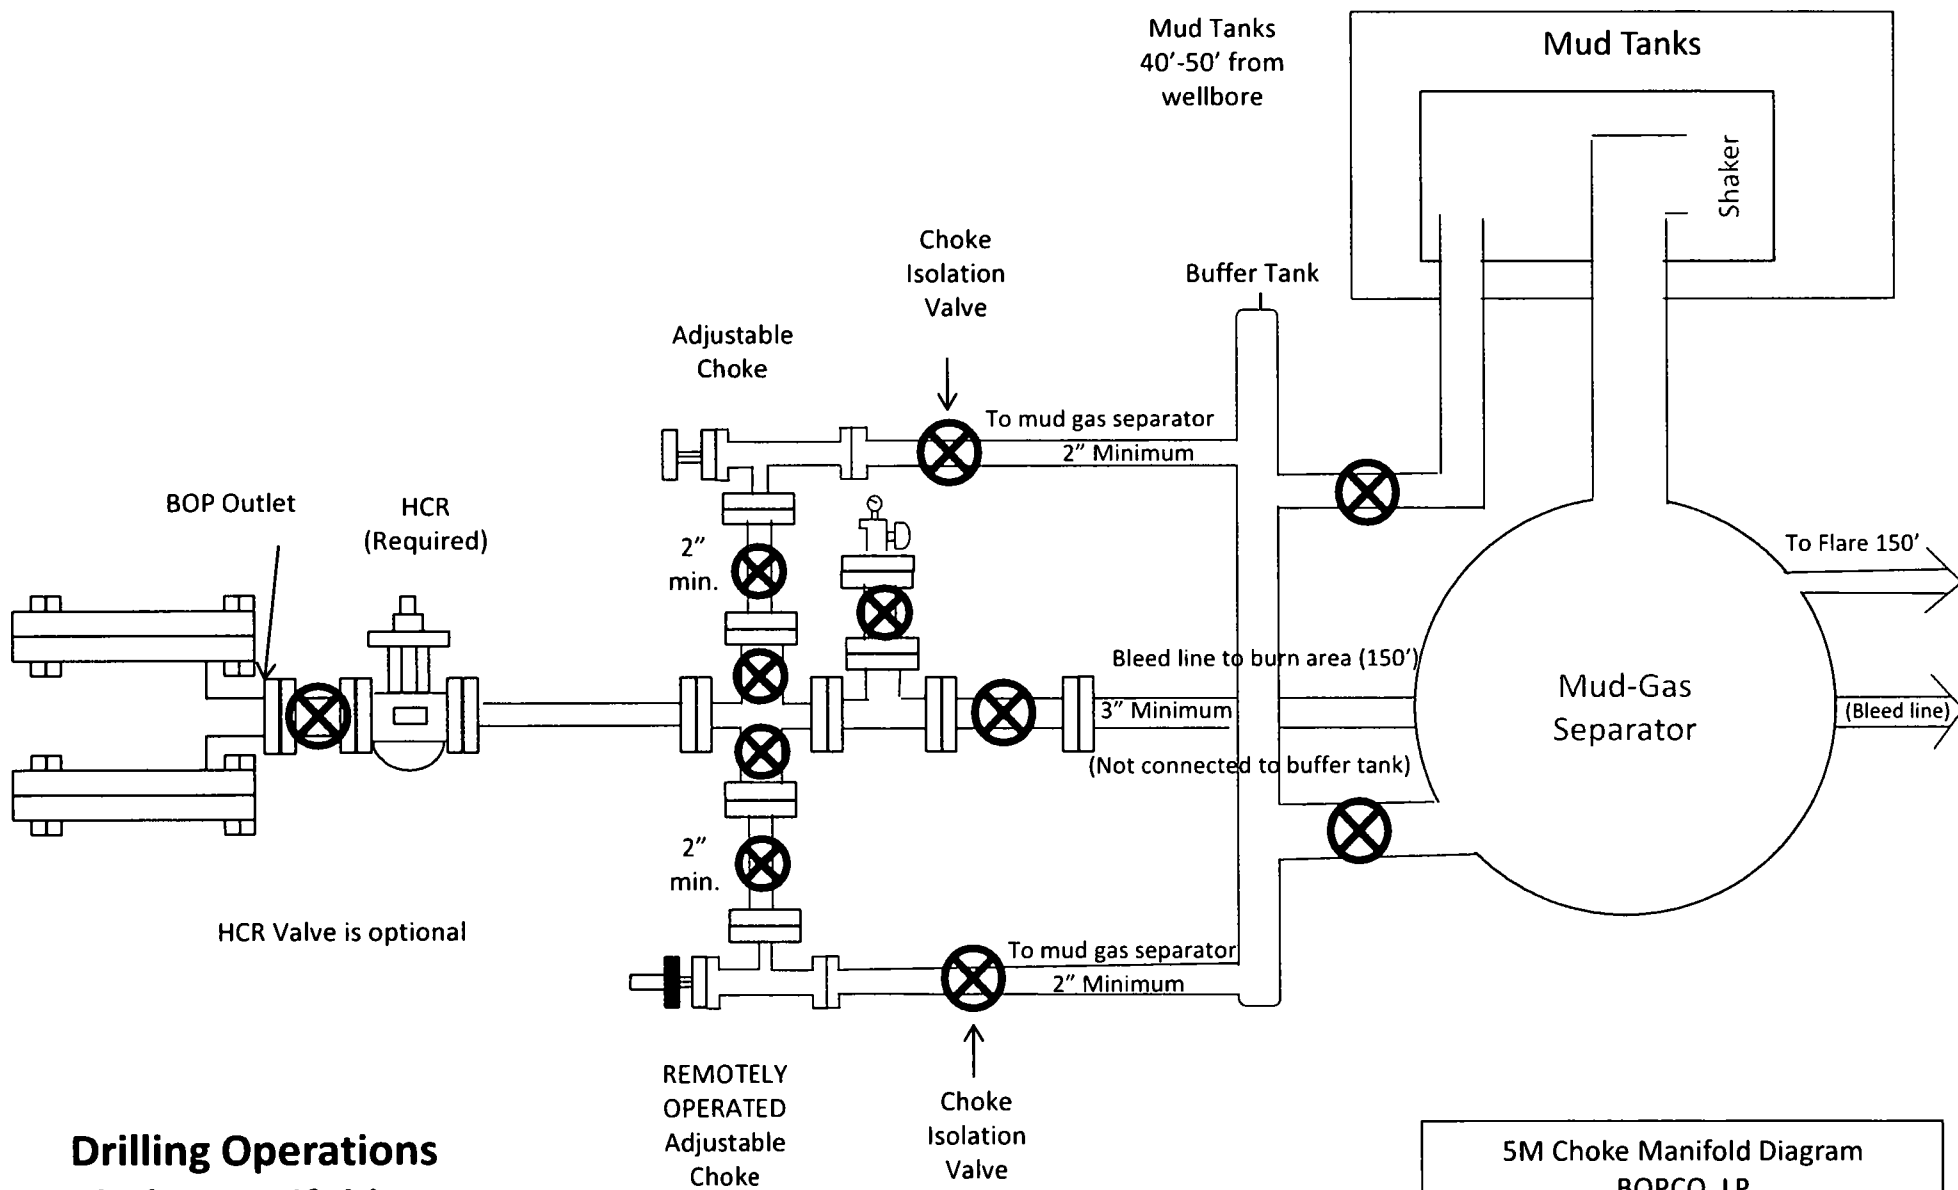 Mud Tanks
40'-50' from
wellbore
Mud Tanks
Shaker
Choke
Isolation
Valve
Buffer Tank
Adjustable
Choke
To mud gas separator
2" Minimum
BOP Outlet
HCR
(Required)
2"
min.
To Flare 150'
Bleed line to burn area (150')
3" Minimum
Mud-Gas
Separator
(Bleed line)
(Not connected to buffer tank)
2"
min.
HCR Valve is optional
To mud gas separator
2" Minimum
REMOTELY
OPERATED
Adjustable
Choke
Choke
Isolation
Valve
Drilling Operations
5M Choke Manifold Diagram
BOPCO, LP